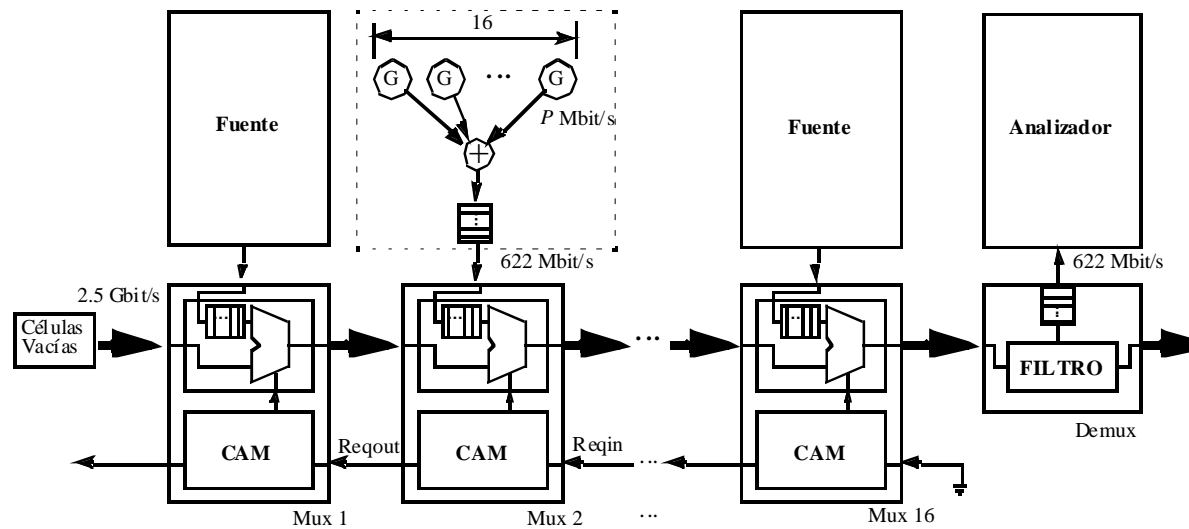 16
G G ... G
P Mbit/s
+
Fuente
Fuente
Analizador
622 Mbit/s
622 Mbit/s
2.5 Gbit/s
Células
Vacías
...
FILTRO
Demux
CAM
Reqout
CAM
Reqin
...
CAM
Mux 1
Mux 2
...
Mux 16